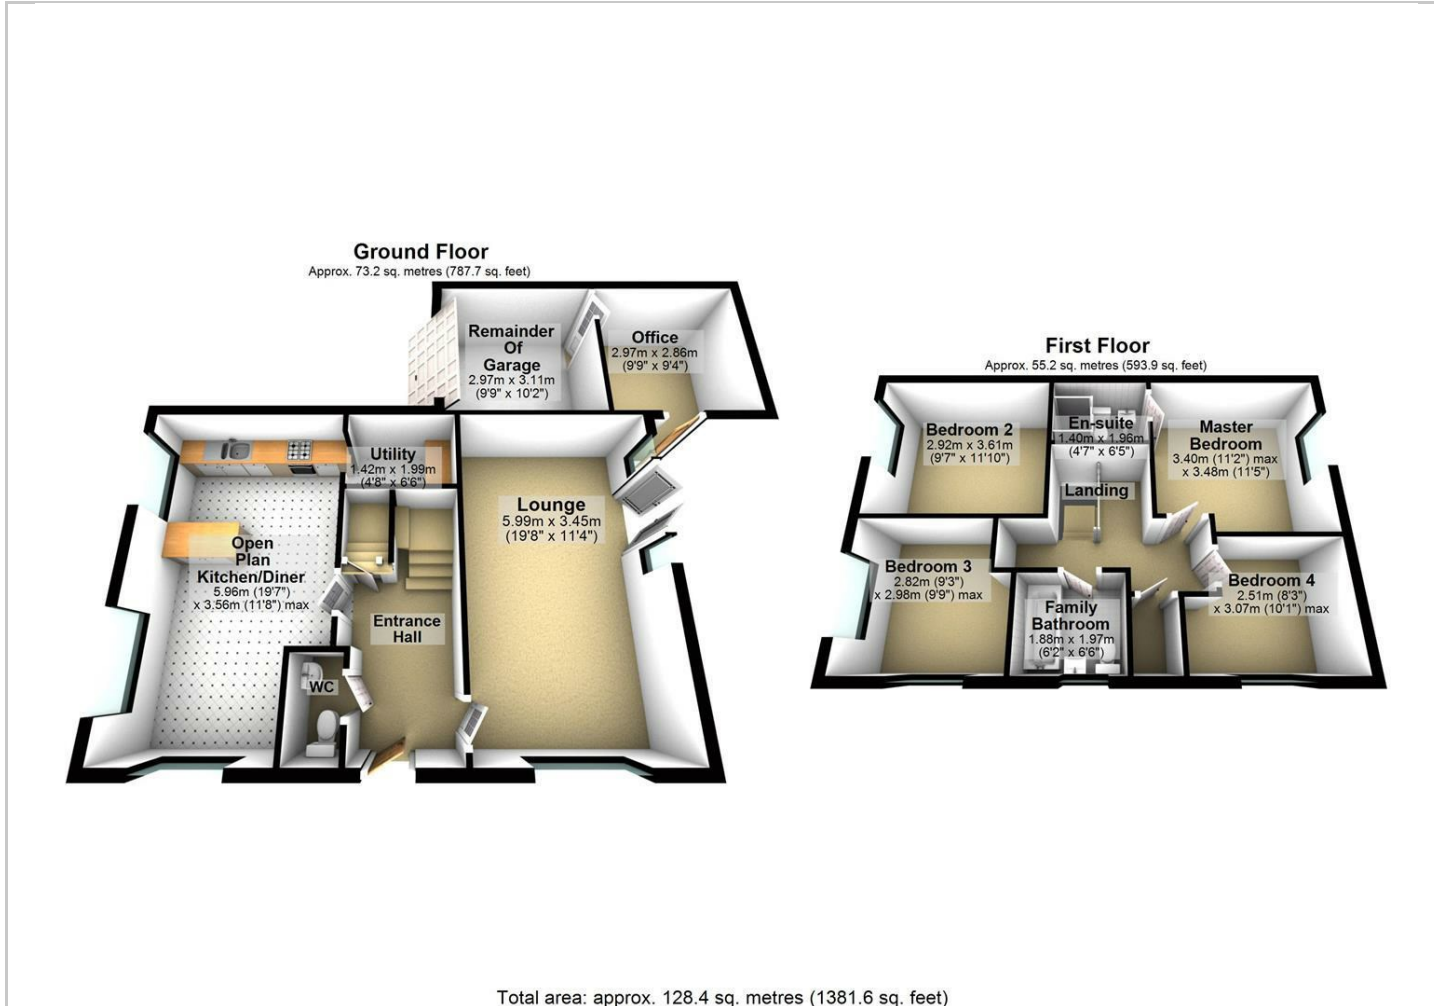 Ground Floor
Approx. 73.2 sq. metres (787.7 sq. feet)
Remainder
Of
Garage
2.97m x 3.11m
(9'9" x 10'2")
Office
2.97m x 2.86m
(9'9" x 9'4")
Utility
1.42m x 1.99m
(4'8" x 6'6")
Lounge
5.99m x 3.45m
(19'8" x 11'4")
Open
Plan
Kitchen/Diner
5.96m (19'7")
x 3.56m (11'8") max
Entrance
Hall
WC
First Floor
Approx. 55.2 sq. metres (593.9 sq. feet)
Bedroom 2
2.92m x 3.61m
(9'7" x 11'10")
En-suite
1.40m x 1.96m
(4'7" x 6'5")
Master
Bedroom
3.40m (11'2") max
x 3.48m (11'5")
Landing
Bedroom 3
2.82m (9'3")
x 2.98m (9'9") max
Family
Bathroom
1.88m x 1.97m
(6'2" x 6'6")
Bedroom 4
2.51m (8'3")
x 3.07m (10'1") max
Total area: approx. 128.4 sq. metres (1381.6 sq. feet)